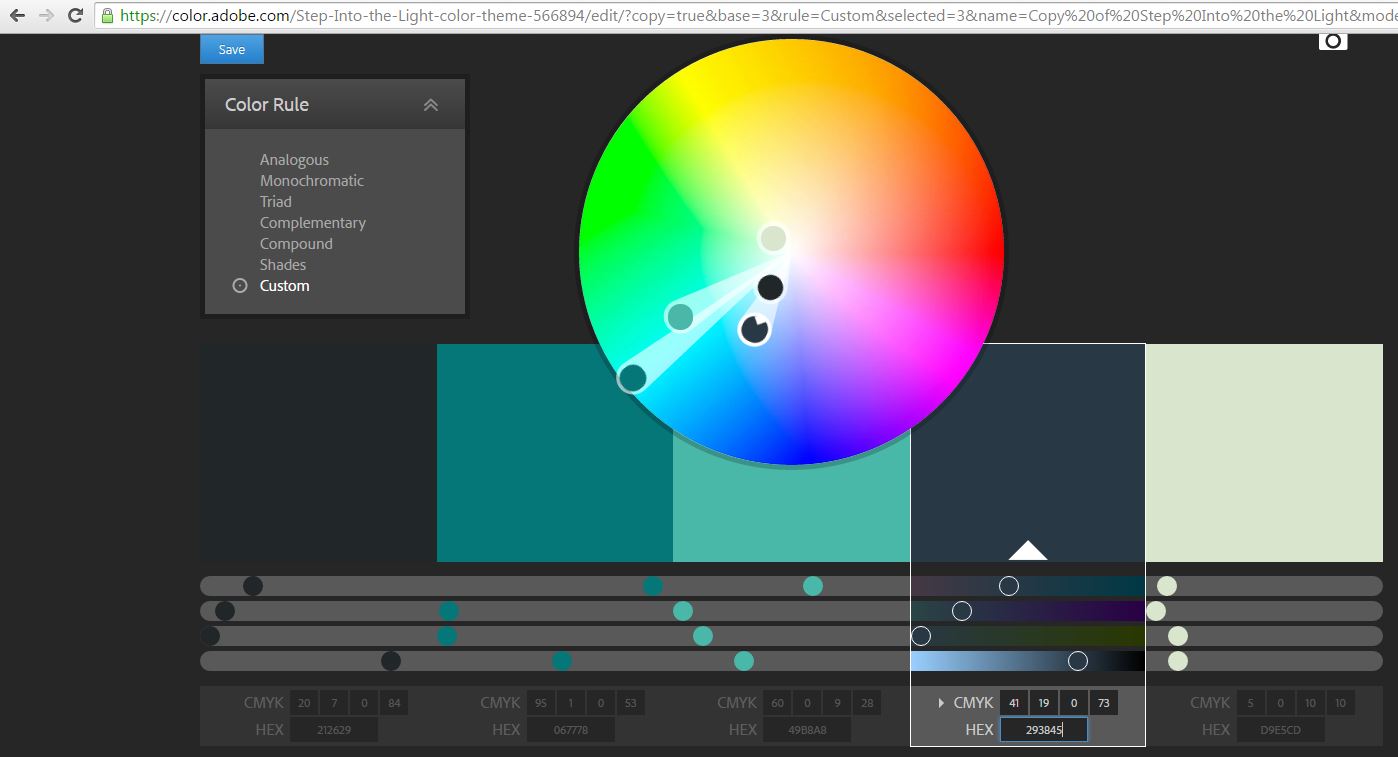 https://color.adobe.com/Step-Into-the-Light-color-theme-566894/edit/?copy=true&base=3&rule=Custom&selected=3&name=Copy%20of%20Step%20Into%20the%20Light&mode
Save
Color Rule
Analogous
Monochromatic
Triad
Complementary
Compound
Shades
Custom
CMYK 20 7 0 84 CMYK 95 1 0 53 CMYK 60 0 9 28 CMYK 41 19 0 73 CMYK 5 0 10 10
HEX 212629 HEX 067778 HEX 49B8A8 HEX 293845 HEX D9E5CD